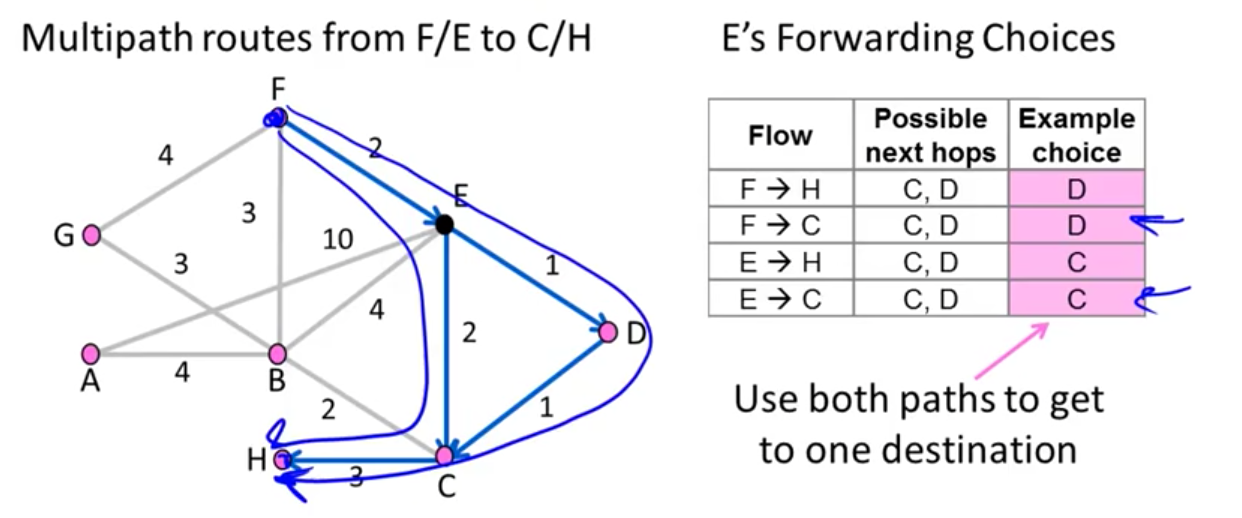 Multipath routes from F/E to C/H
F
4
2
E
G
3
10
3
1
4
2
D
A
4
B
2
1
H
3
C
E's Forwarding Choices
Flow Possible next hops Example choice
F → H C, D D
F → C C, D D
E → H C, D C
E → C C, D C
Use both paths to get
to one destination